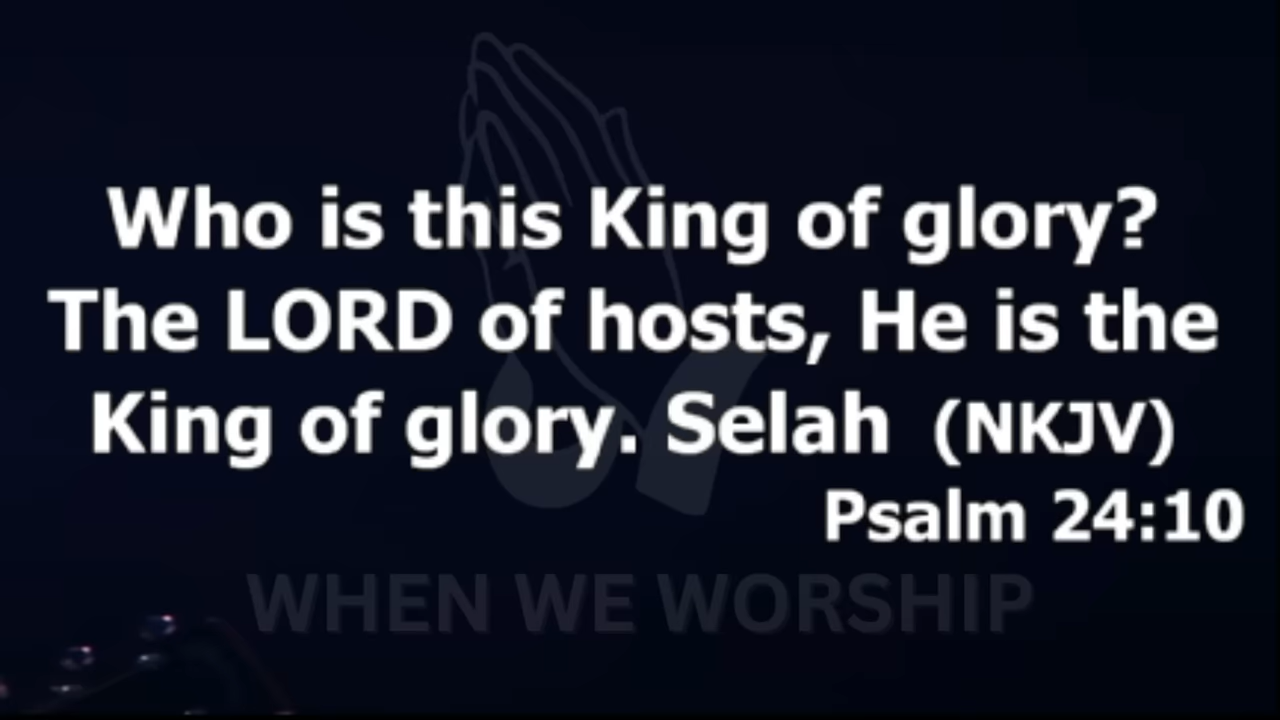 Who is this King of glory?
The LORD of hosts, He is the
King of glory. Selah (NKJV)
Psalm 24:10
WHEN WE WORSHIP